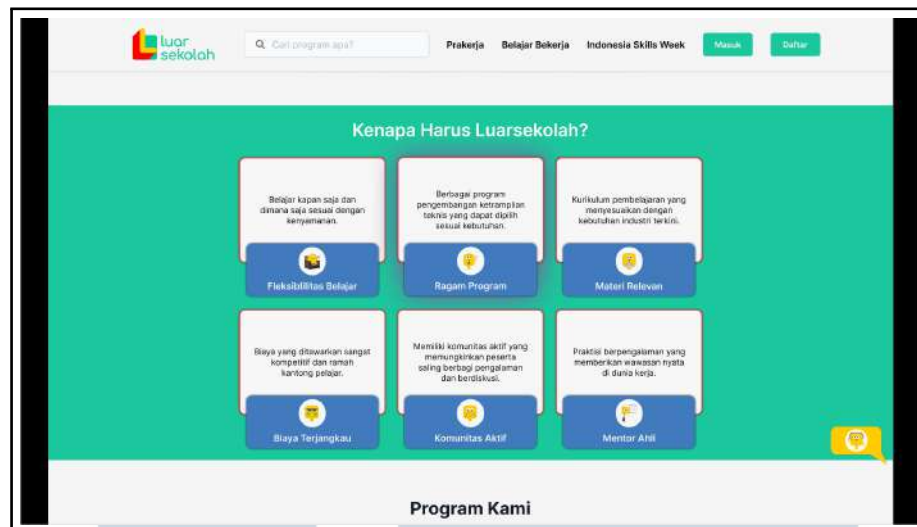 luar
sekolah
Cari program apa?
Prakerja
Belajar Bekerja
Indonesia Skills Week
Masuk
Daftar
Kenapa Harus Luarsekolah?
Belajar kapan saja dan
dimana saja sesuai dengan
kenyamanan.
Fleksiblilitas Belajar
Berbagai program
pengembangan ketrampilan
teknis yang dapat dipilih
sesuai kebutuhan.
Ragam Program
Kurikulum pembelajaran yang
menyesuaikan dengan
kebutuhan industri terkini.
Materi Relevan
Biaya yang ditawarkan sangat
kompetitif dan ramah
kantong pelajar.
Biaya Terjangkau
Memiliki komunitas aktif yang
memungkinkan peserta
saling berbagi pengalaman
dan berdiskusi.
Komunitas Aktif
Praktisi berpengalaman yang
memberikan wawasan nyata
di dunia kerja.
Mentor Ahli
Program Kami